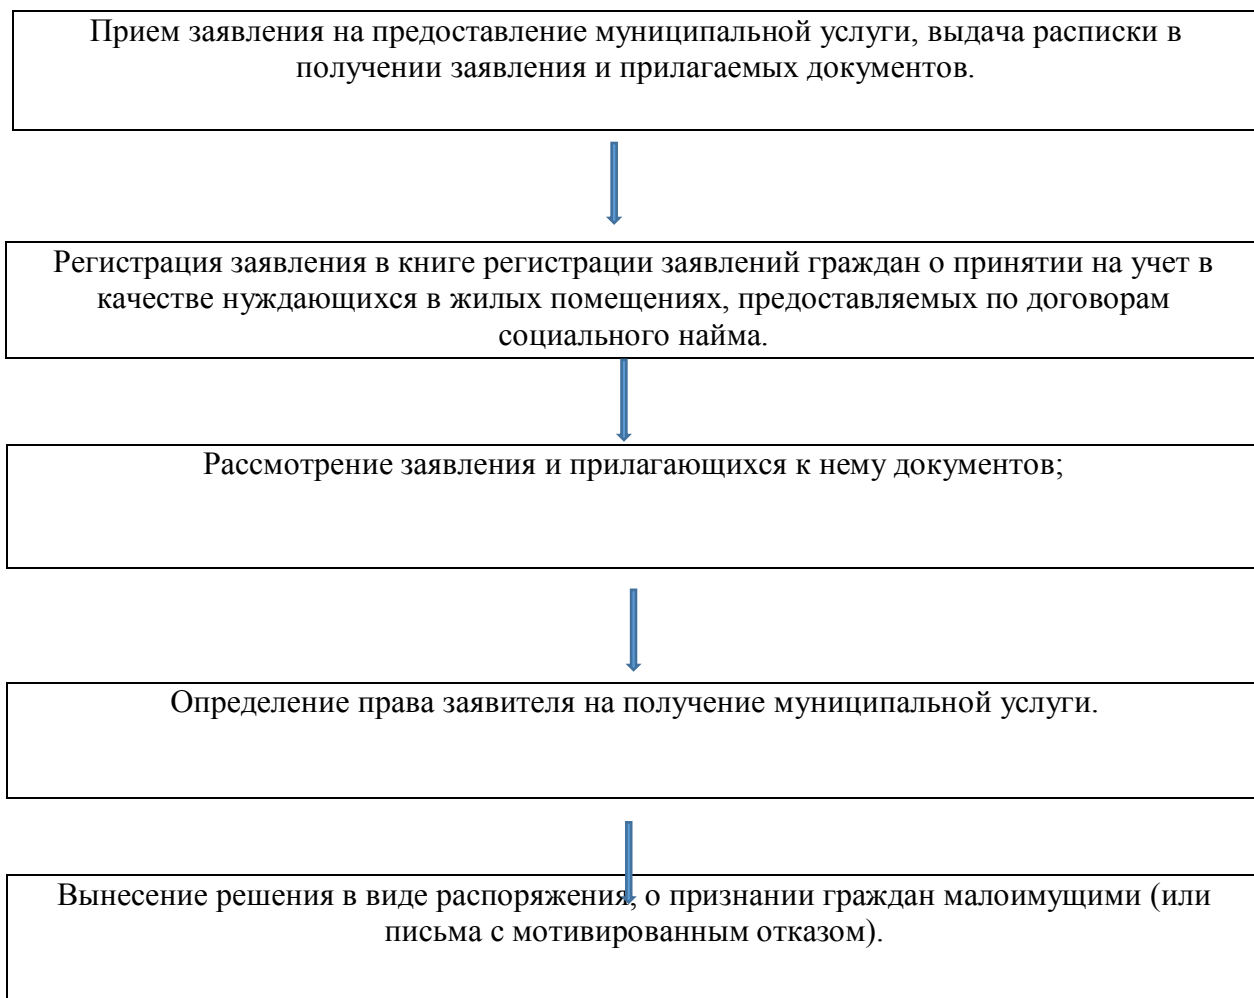 Прием заявления на предоставление муниципальной услуги, выдача расписки в
получении заявления и прилагаемых документов.
Регистрация заявления в книге регистрации заявлений граждан о принятии на учет в
качестве нуждающихся в жилых помещениях, предоставляемых по договорам
социального найма.
Рассмотрение заявления и прилагающихся к нему документов;
Определение права заявителя на получение муниципальной услуги.
Вынесение решения в виде распоряжения, о признании граждан малоимущими (или
письма с мотивированным отказом).